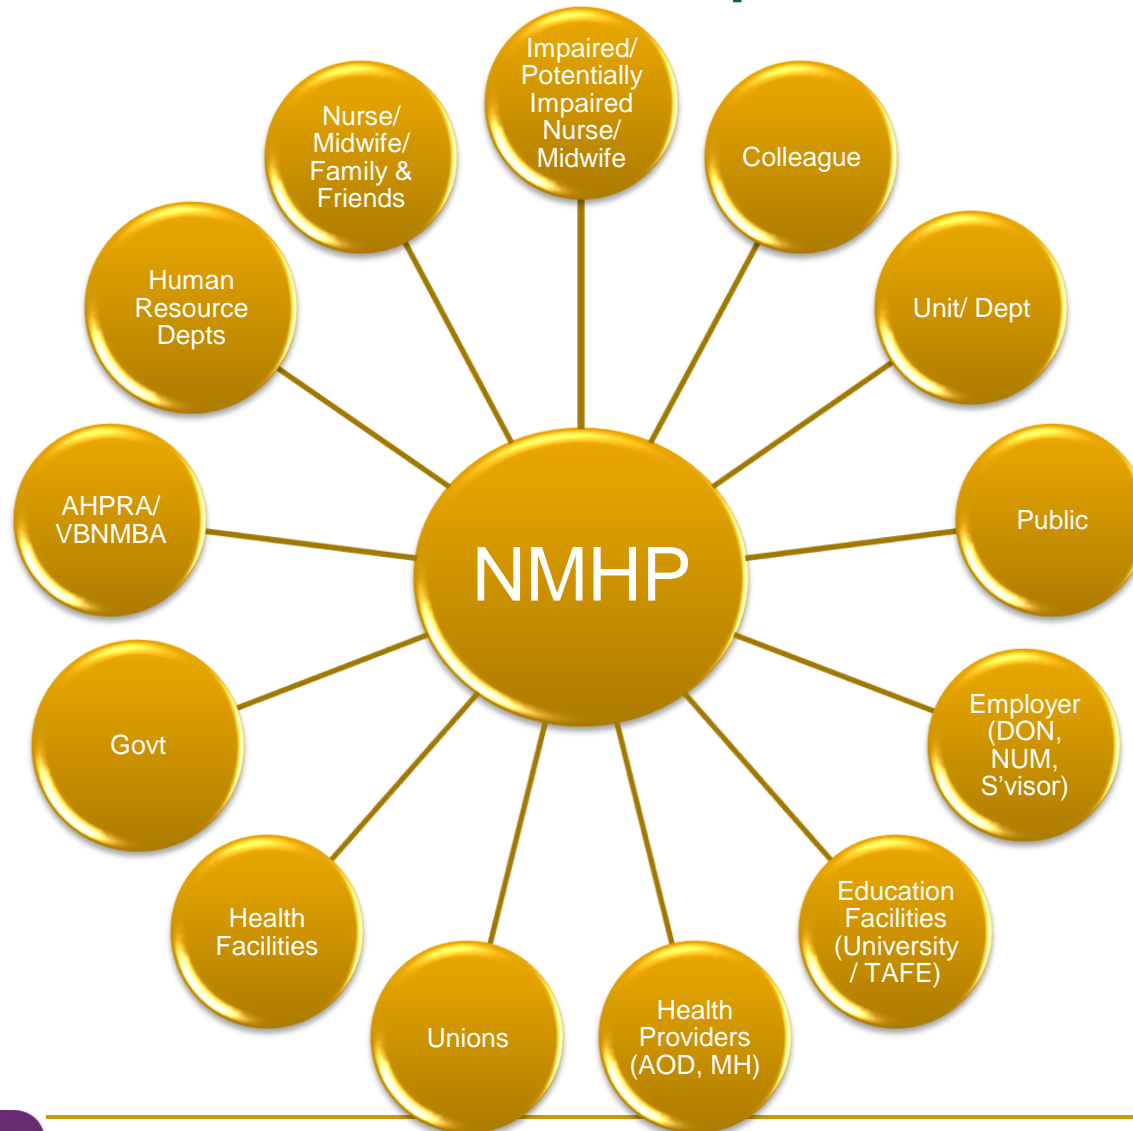 Impaired/
Potentially
Impaired
Nurse/
Midwife
Colleague
Unit/ Dept
Public
Employer
(DON,
NUM,
S’visor)
Education
Facilities
(University
/ TAFE)
Health
Providers
(AOD, MH)
Unions
Health
Facilities
Govt
AHPRA/
VBNMBA
Human
Resource
Depts
Nurse/
Midwife/
Family &
Friends
NMHP